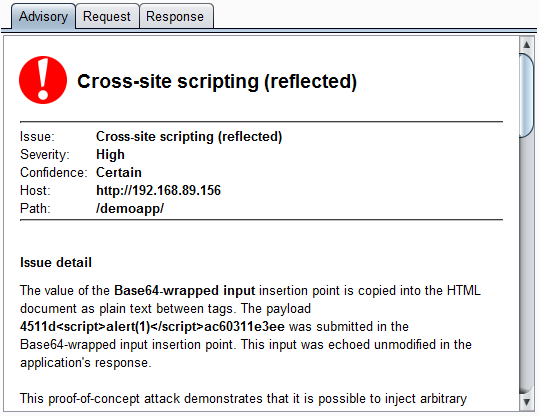 Advisory Request Response
Cross-site scripting (reflected)
Issue: Cross-site scripting (reflected)
Severity: High
Confidence: Certain
Host: http://192.168.89.156
Path: /demoapp/
Issue detail
The value of the Base64-wrapped input insertion point is copied into the HTML
document as plain text between tags. The payload
4511d<script>alert(1)</script>ac60311e3ee was submitted in the
Base64-wrapped input insertion point. This input was echoed unmodified in the
application's response.
This proof-of-concept attack demonstrates that it is possible to inject arbitrary